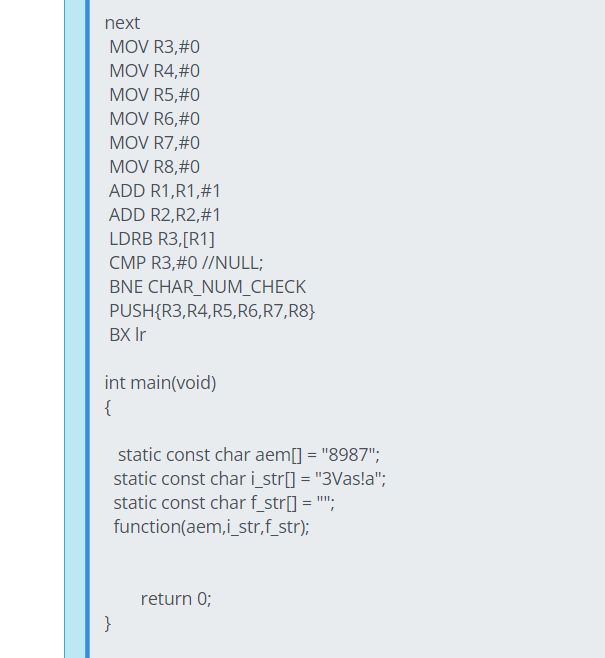 next
MOV R3,#0
MOV R4,#0
MOV R5,#0
MOV R6,#0
MOV R7,#0
MOV R8,#0
ADD R1,R1,#1
ADD R2,R2,#1
LDRB R3,[R1]
CMP R3,#0 //NULL;
BNE CHAR_NUM_CHECK
PUSH{R3,R4,R5,R6,R7,R8}
BX lr
int main(void)
{
static const char aem[] = "8987";
static const char i_str[] = "3Vas!a";
static const char f_str[] = "";
function(aem,i_str,f_str);
return 0;
}